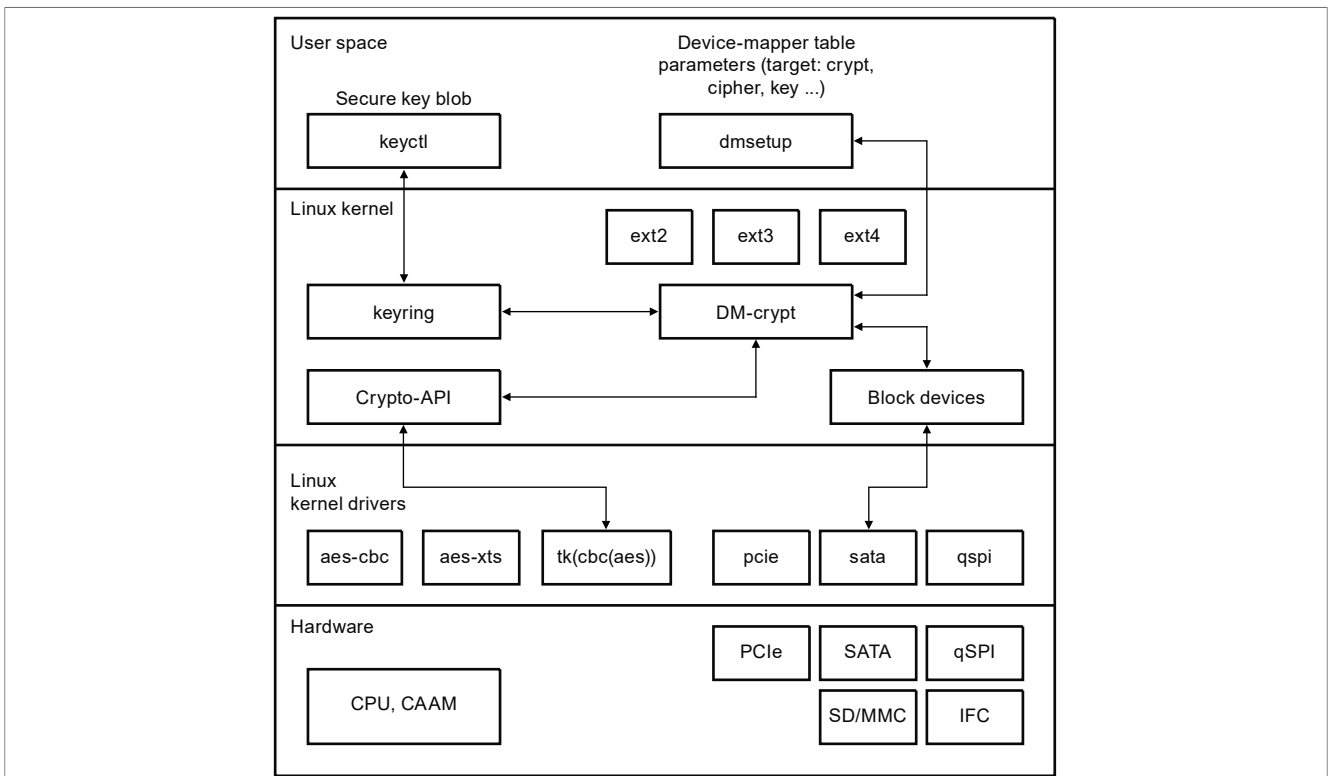 User space
Device-mapper table
parameters (target: crypt,
cipher, key ...)
Secure key blob
keyctl
dmsetup
Linux kernel
ext2
ext3
ext4
keyring
DM-crypt
Crypto-API
Block devices
Linux
kernel drivers
aes-cbc
aes-xts
tk(cbc(aes))
pcie
sata
qspi
Hardware
PCIe
SATA
qSPI
CPU, CAAM
SD/MMC
IFC